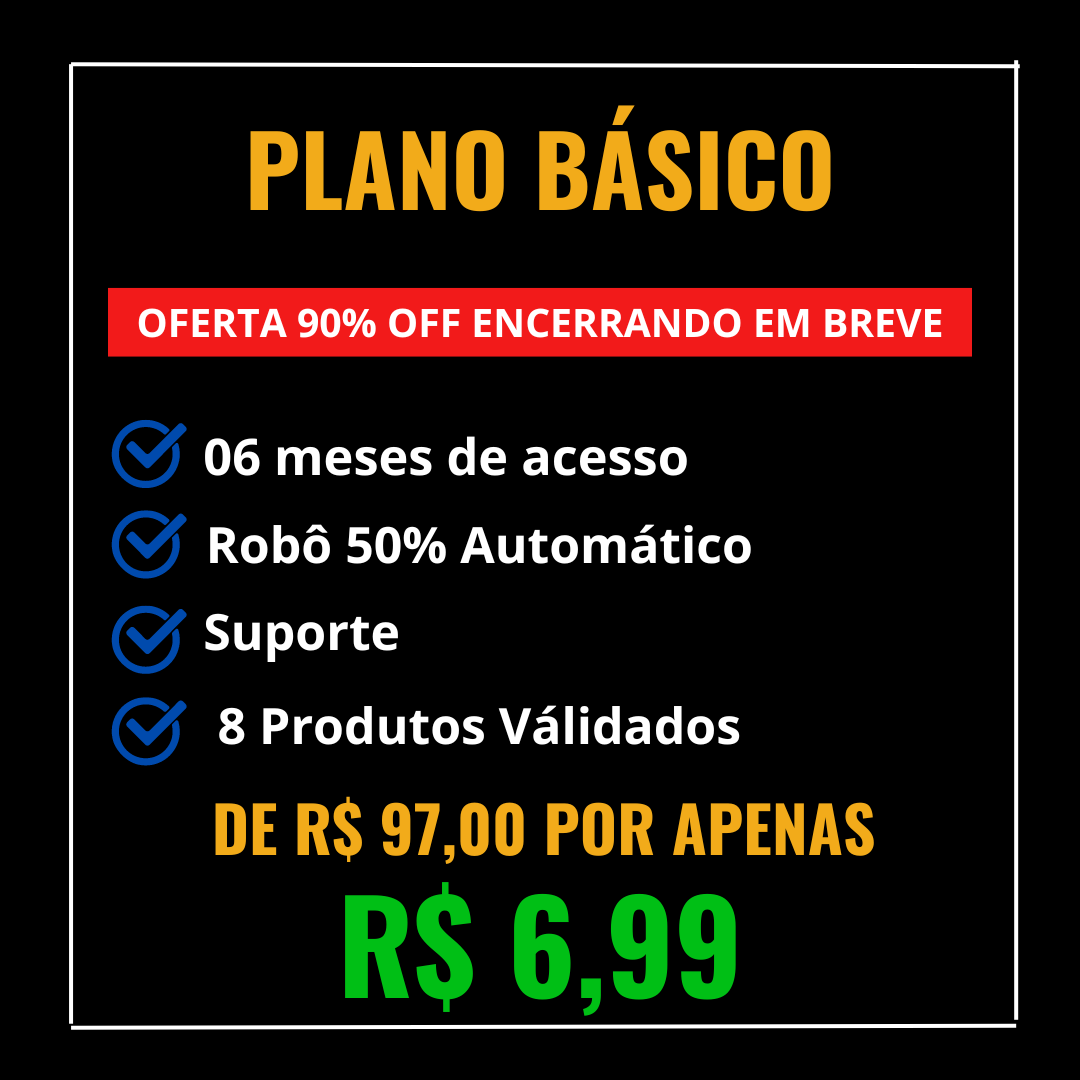 PLANO BÁSICO
OFERTA 90% OFF ENCERRANDO EM BREVE
06 meses de acesso
Robô 50% Automático
Suporte
8 Produtos Válidados
DE R$ 97,00 POR APENAS
R$ 6,99